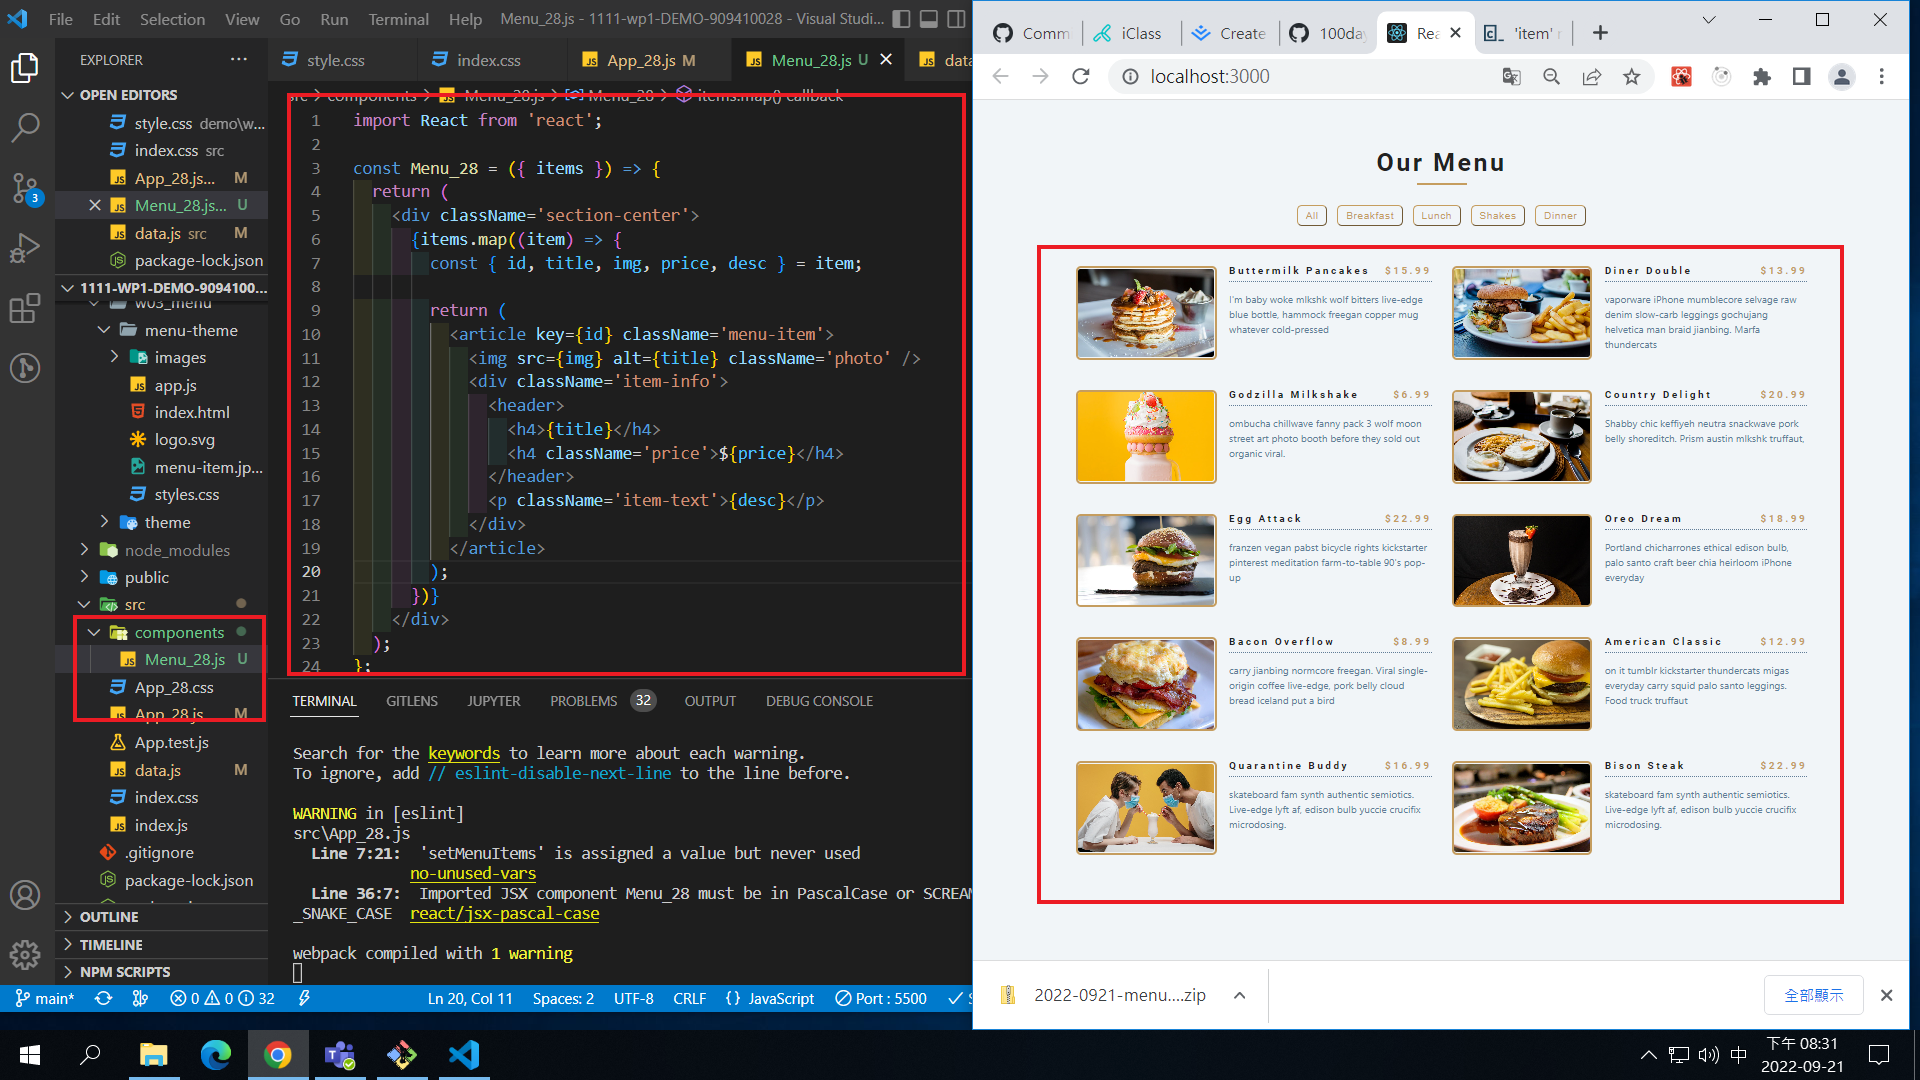 File Edit Selection View Go Run Terminal Help Menu_28.js - 1111-wp1-DEMO-909410028 - Visual Studi...
EXPLORER
OPEN EDITORS
style.css demo\w...
index.css src
App_28.js... M
Menu_28.js... U
data.js src M
package-lock.json
1111-WP1-DEMO-9094100...
w03_menu
menu-theme
images
app.js
index.html
logo.svg
menu-item.jp...
styles.css
theme
node_modules
public
src
components
Menu_28.js U
App_28.css
App_28.js M
App.test.js
data.js M
index.css
index.js
.gitignore
package-lock.json
OUTLINE
TIMELINE
NPM SCRIPTS
3
style.css index.css App_28.js M Menu_28.js U data
src > components > Menu_28.js > Menu_28 > items.map() callback
1 import React from 'react';
2
3 const Menu_28 = ({ items }) => {
4 return (
5 <div className='section-center'>
6 {items.map((item) => {
7 const { id, title, img, price, desc } = item;
8
9 return (
10 <article key={id} className='menu-item'>
11 <img src={img} alt={title} className='photo' />
12 <div className='item-info'>
13 <header>
14 <h4>{title}</h4>
15 <h4 className='price'>${price}</h4>
16 </header>
17 <p className='item-text'>{desc}</p>
18 </div>
19 </article>
20 );
21 })}
22 </div>
23 );
24 };
TERMINAL GITLENS JUPYTER PROBLEMS 32 OUTPUT DEBUG CONSOLE
Search for the keywords to learn more about each warning.
To ignore, add // eslint-disable-next-line to the line before.
WARNING in [eslint]
src\App_28.js
Line 7:21: 'setMenuItems' is assigned a value but never used
no-unused-vars
Line 36:7: Imported JSX component Menu_28 must be in PascalCase or SCREAM
_SNAKE_CASE react/jsx-pascal-case
webpack compiled with 1 warning
main* 0 0 32 Ln 20, Col 11 Spaces: 2 UTF-8 CRLF {} JavaScript Port : 5500
Comm iClass Create 100day Rea 'item'
localhost:3000
Our Menu
All Breakfast Lunch Shakes Dinner
Buttermilk Pancakes $15.99
I'm baby woke mlkshk wolf bitters live-edge
blue bottle, hammock freegan copper mug
whatever cold-pressed
Diner Double $13.99
vaporware iPhone mumblecore selvage raw
denim slow-carb leggings gochujang
helvetica man braid jianbing. Marfa
thundercats
Godzilla Milkshake $6.99
ombucha chillwave fanny pack 3 wolf moon
street art photo booth before they sold out
organic viral.
Country Delight $20.99
Shabby chic keffiyeh neutra snackwave pork
belly shoreditch. Prism austin mlkshk truffaut,
Egg Attack $22.99
franzen vegan pabst bicycle rights kickstarter
pinterest meditation farm-to-table 90's pop-
up
Oreo Dream $18.99
Portland chicharrones ethical edison bulb,
palo santo craft beer chia heirloom iPhone
everyday
Bacon Overflow $8.99
carry jianbing normcore freegan. Viral single-
origin coffee live-edge, pork belly cloud
bread iceland put a bird
American Classic $12.99
on it tumblr kickstarter thundercats migas
everyday carry squid palo santo leggings.
Food truck truffaut
Quarantine Buddy $16.99
skateboard fam synth authentic semiotics.
Live-edge lyft af, edison bulb yuccie crucifix
microdosing.
Bison Steak $22.99
skateboard fam synth authentic semiotics.
Live-edge lyft af, edison bulb yuccie crucifix
microdosing.
2022-0921-menu....zip
全部顯示
中
下午 08:31
2022-09-21